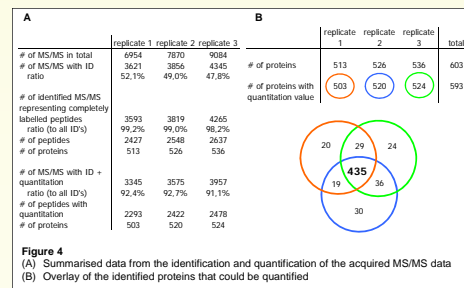 A
replicate 1 replicate 2 replicate 3
# of MS/MS in total 6954 7870 9084
# of MS/MS with ID 3621 3856 4345
ratio 52,1% 49,0% 47,8%
# of identified MS/MS
representing completely
labelled peptides 3593 3819 4265
ratio (to all ID's) 99,2% 99,0% 98,2%
# of peptides 2427 2548 2637
# of proteins 513 526 536
# of MS/MS with ID +
quantitation 3345 3575 3957
ratio (to all ID's) 92,4% 92,7% 91,1%
# of peptides with
quantitation 2293 2422 2478
# of proteins 503 520 524
B
replicate replicate replicate
1 2 3 total
# of proteins 513 526 536 603
# of proteins with
quantitation value 503 520 524 593
20 29 24
435
19 36
30
Figure 4
(A) Summarised data from the identification and quantification of the acquired MS/MS data
(B) Overlay of the identified proteins that could be quantified